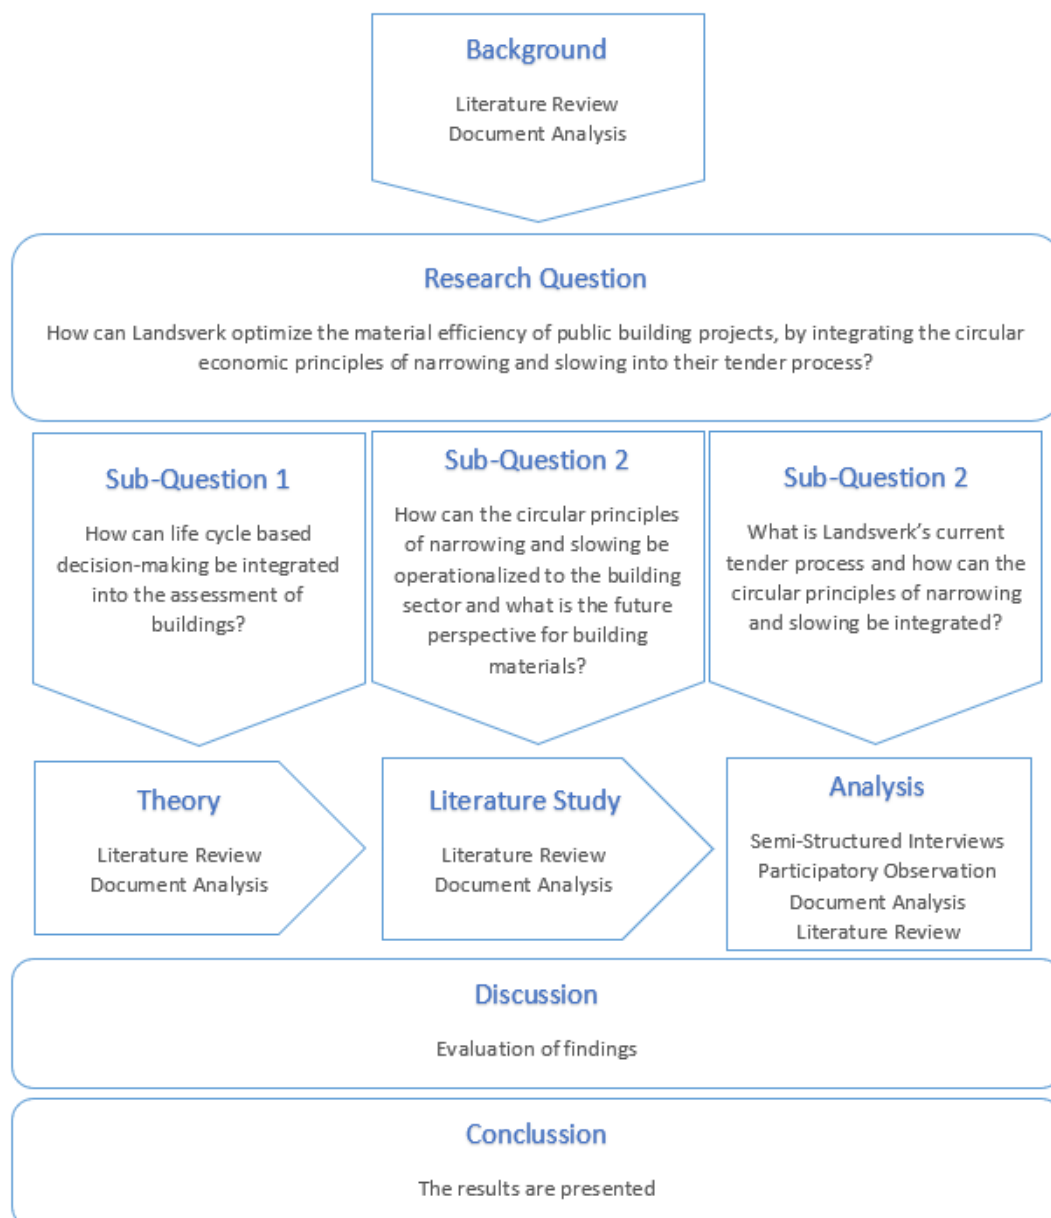 Background
Literature Review
Document Analysis
Research Question
How can Landsverk optimize the material efficiency of public building projects, by integrating the circular
economic principles of narrowing and slowing into their tender process?
Sub-Question 1
How can life cycle based
decision-making be integrated
into the assessment of
buildings?
Sub-Question 2
How can the circular principles
of narrowing and slowing be
operationalized to the building
sector and what is the future
perspective for building
materials?
Sub-Question 2
What is Landsverk's current
tender process and how can the
circular principles of narrowing
and slowing be integrated?
Theory
Literature Review
Document Analysis
Literature Study
Literature Review
Document Analysis
Analysis
Semi-Structured Interviews
Participatory Observation
Document Analysis
Literature Review
Discussion
Evaluation of findings
Conclussion
The results are presented